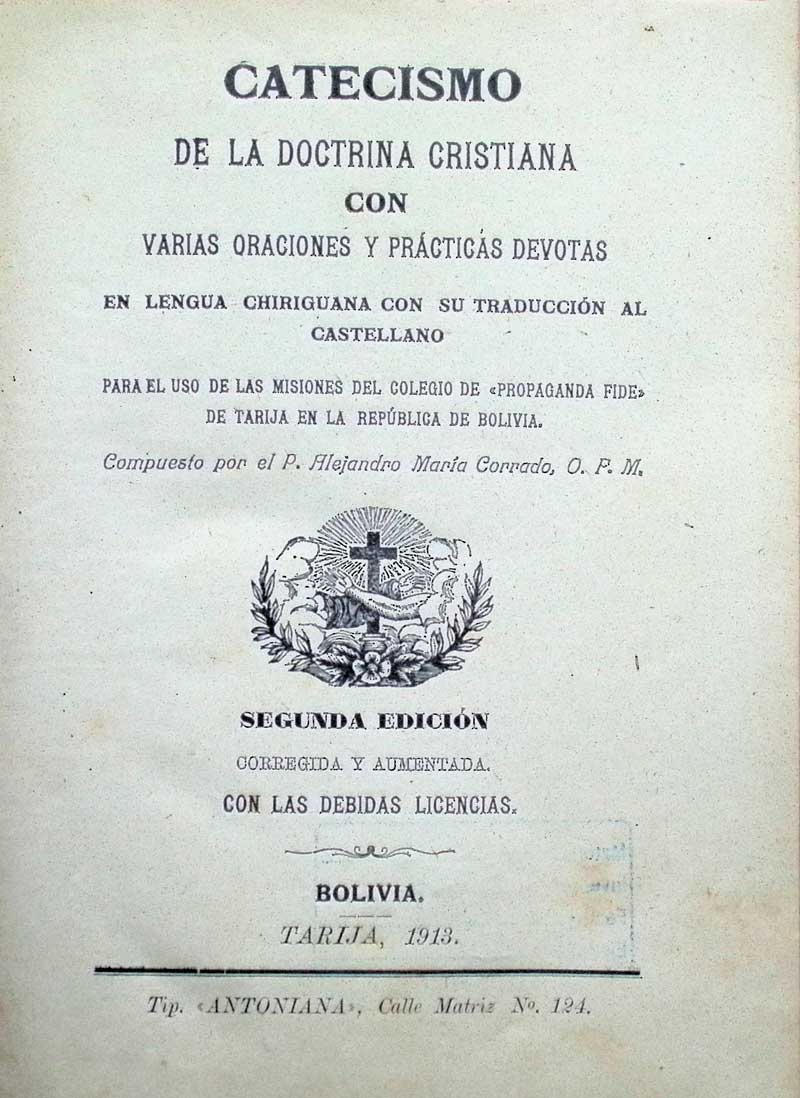 CATECISMO
DE LA DOCTRINA CRISTIANA
CON
VARIAS ORACIONES Y PRÁCTICAS DEVOTAS
EN LENGUA CHIRIGUANA CON SU TRADUCCIÓN AL
CASTELLANO
PARA EL USO DE LAS MISIONES DEL COLEGIO DE «PROPAGANDA FIDE»
DE TARIJA EN LA REPÚBLICA DE BOLIVIA.
Compuesto por el P. Alejandro María Corrado, O. F. M.
SEGUNDA EDICIÓN
CORREGIDA Y AUMENTADA.
CON LAS DEBIDAS LICENCIAS.
BOLIVIA.
TARIJA, 1913.
Tip. «ANTONIANA», Calle Matriz Nº. 124.